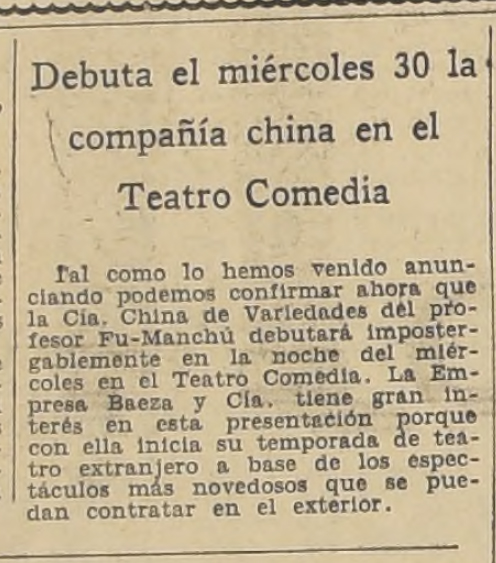 Debuta el miércoles 30 la
compañía china en el
Teatro Comedia
Tal como lo hemos venido anun-
ciando podemos confirmar ahora que
la Cía. China de Variedades del pro-
fesor Fu-Manchú debutará imposter-
gablemente en la noche del miér-
coles en el Teatro Comedia. La Em-
presa Baeza y Cía. tiene gran in-
terés en esta presentación porque
con ella inicia su temporada de tea-
tro extranjero a base de los espec-
táculos más novedosos que se pue-
dan contratar en el exterior.